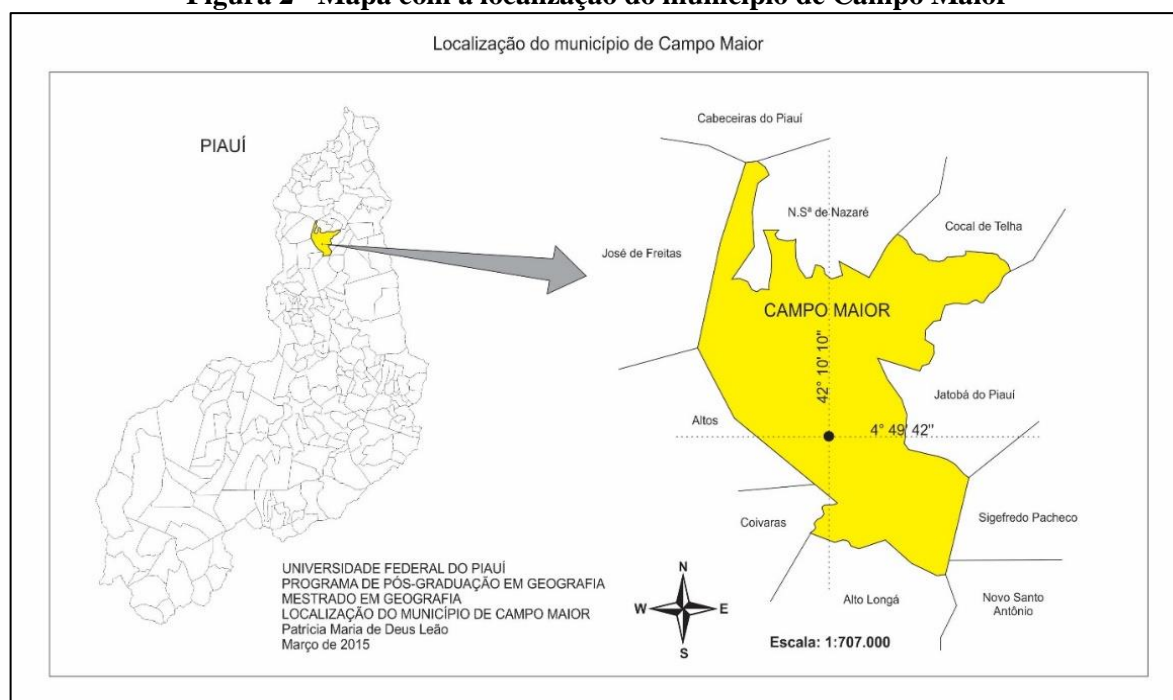 Figura 2 - Mapa com a localização do município de Campo Maior
Localização do município de Campo Maior
PIAUÍ
Cabeceiras do Piauí
N.Sª de Nazaré
Cocal de Telha
José de Freitas
CAMPO MAIOR
42° 10' 10"
Jatobá do Piauí
Altos
4° 49' 42"
Coivaras
Sigefredo Pacheco
Alto Longá
Novo Santo
Antônio
UNIVERSIDADE FEDERAL DO PIAUÍ
PROGRAMA DE PÓS-GRADUAÇÃO EM GEOGRAFIA
MESTRADO EM GEOGRAFIA
LOCALIZAÇÃO DO MUNICÍPIO DE CAMPO MAIOR
Patrícia Maria de Deus Leão
Março de 2015
N
W
E
S
Escala: 1:707.000